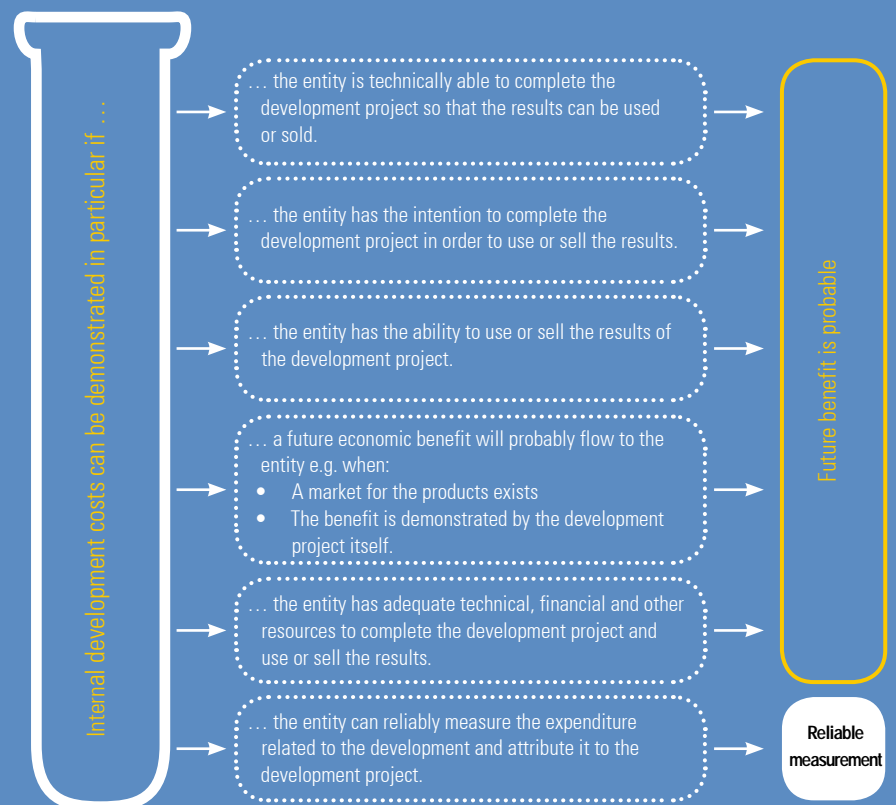 Internal development costs can be demonstrated in particular if …
… the entity is technically able to complete the
development project so that the results can be used
or sold.
… the entity has the intention to complete the
development project in order to use or sell the results.
… the entity has the ability to use or sell the results of
the development project.
… a future economic benefit will probably flow to the
entity e.g. when:
• A market for the products exists
• The benefit is demonstrated by the development
project itself.
… the entity has adequate technical, financial and other
resources to complete the development project and
use or sell the results.
… the entity can reliably measure the expenditure
related to the development and attribute it to the
development project.
Future benefit is probable
Reliable
measurement